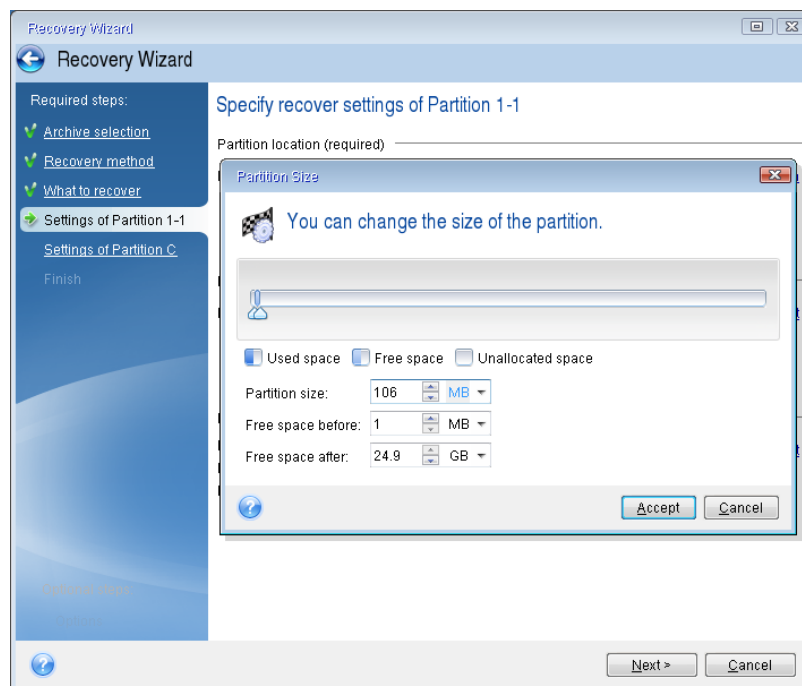 Recovery Wizard
Recovery Wizard
Required steps:
Archive selection
Recovery method
What to recover
Settings of Partition 1-1
Settings of Partition C
Finish
Specify recover settings of Partition 1-1
Partition location (required)
Partition Size
You can change the size of the partition.
Used space Free space Unallocated space
Partition size: 106 MB
Free space before: 1 MB
Free space after: 24.9 GB
Accept Cancel
Next > Cancel